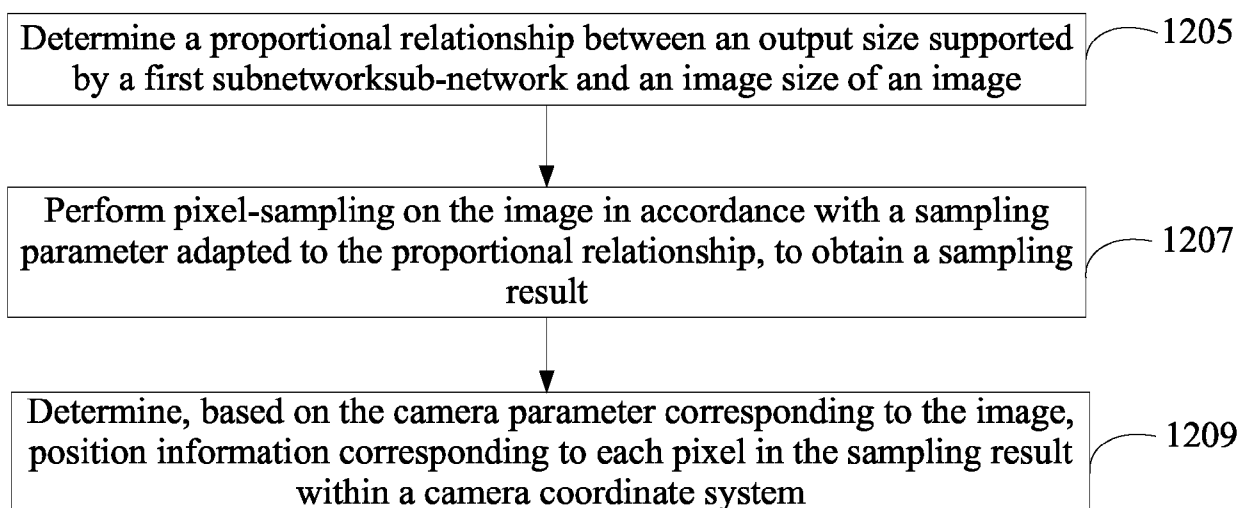 Determine a proportional relationship between an output size supported
by a first subnetworksub-network and an image size of an image
1205
Perform pixel-sampling on the image in accordance with a sampling
parameter adapted to the proportional relationship, to obtain a sampling
result
1207
Determine, based on the camera parameter corresponding to the image,
position information corresponding to each pixel in the sampling result
within a camera coordinate system
1209